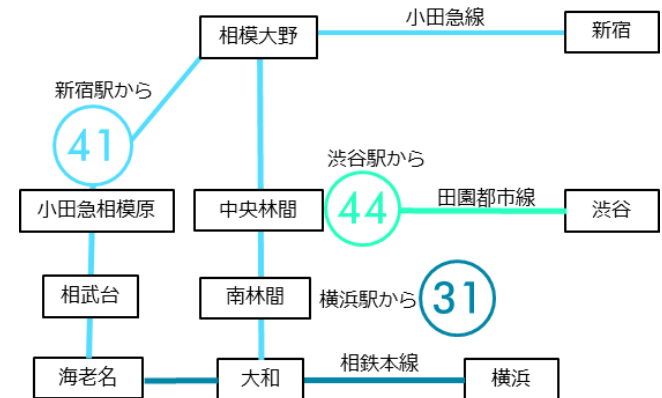 小田急線
相模大野
新宿
新宿駅から
41
渋谷駅から
小田急相模原
中央林間
44
田園都市線
渋谷
相武台
南林間
横浜駅から
31
海老名
大和
相鉄本線
横浜